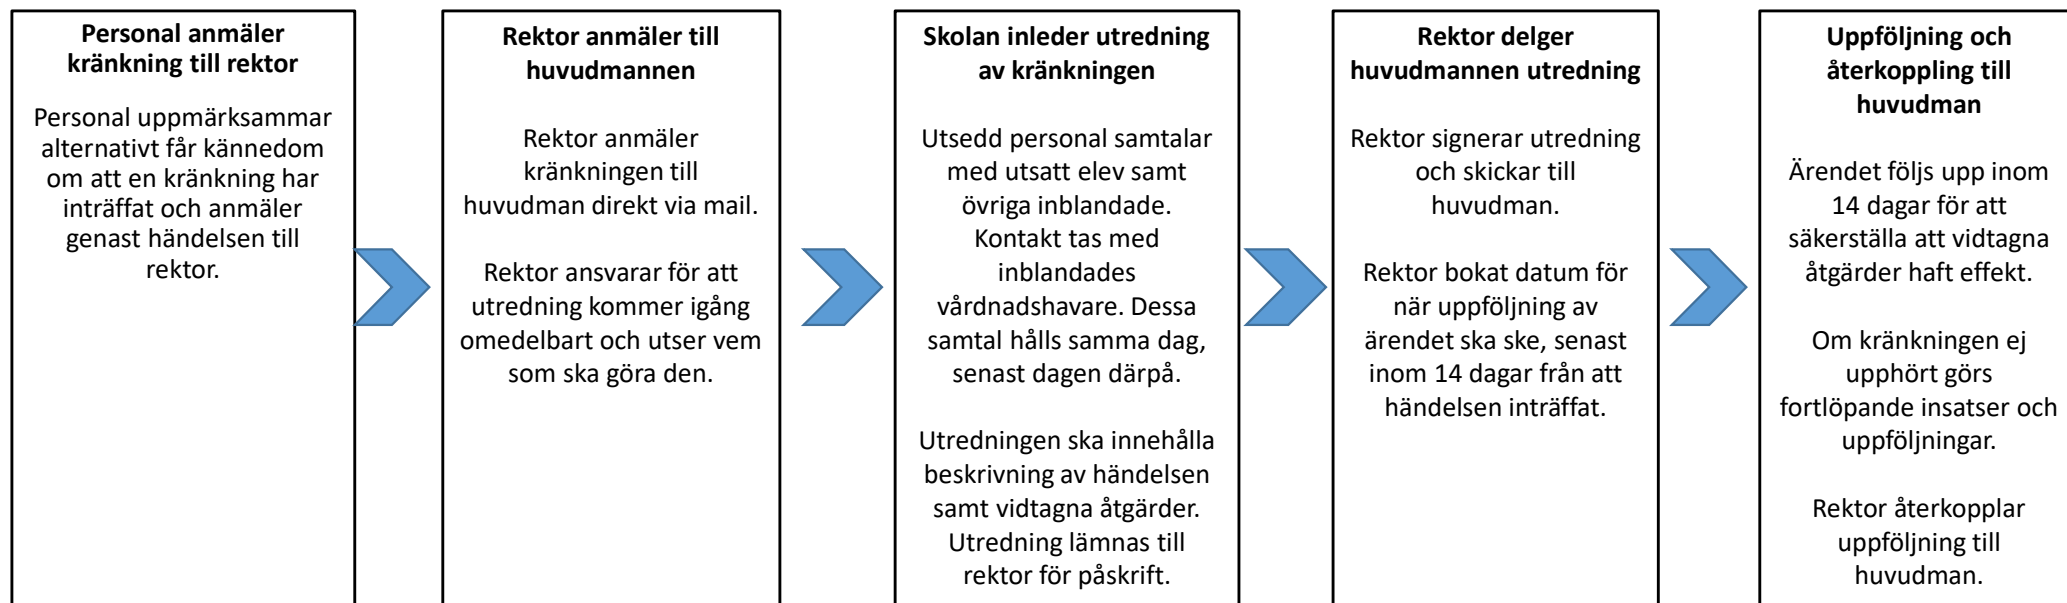 Personal anmäler
kränkning till rektor
Personal uppmärksammar
alternativt får kännedom
om att en kränkning har
inträffat och anmäler
genast händelsen till
rektor.
Rektor anmäler till
huvudmannen
Rektor anmäler
kränkningen till
huvudman direkt via mail.
Rektor ansvarar för att
utredning kommer igång
omedelbart och utser vem
som ska göra den.
Skolan inleder utredning
av kränkningen
Utsedd personal samtalar
med utsatt elev samt
övriga inblandade.
Kontakt tas med
inblandades
vårdnadshavare. Dessa
samtal hålls samma dag,
senast dagen därpå.
Utredningen ska innehålla
beskrivning av händelsen
samt vidtagna åtgärder.
Utredning lämnas till
rektor för påskrift.
Rektor delger
huvudmannen utredning
Rektor signerar utredning
och skickar till
huvudman.
Rektor bokat datum för
när uppföljning av
ärendet ska ske, senast
inom 14 dagar från att
händelsen inträffat.
Uppföljning och
återkoppling till
huvudman
Ärendet följs upp inom
14 dagar för att
säkerställa att vidtagna
åtgärder haft effekt.
Om kränkningen ej
upphört görs
fortlöpande insatser och
uppföljningar.
Rektor återkopplar
uppföljning till
huvudman.